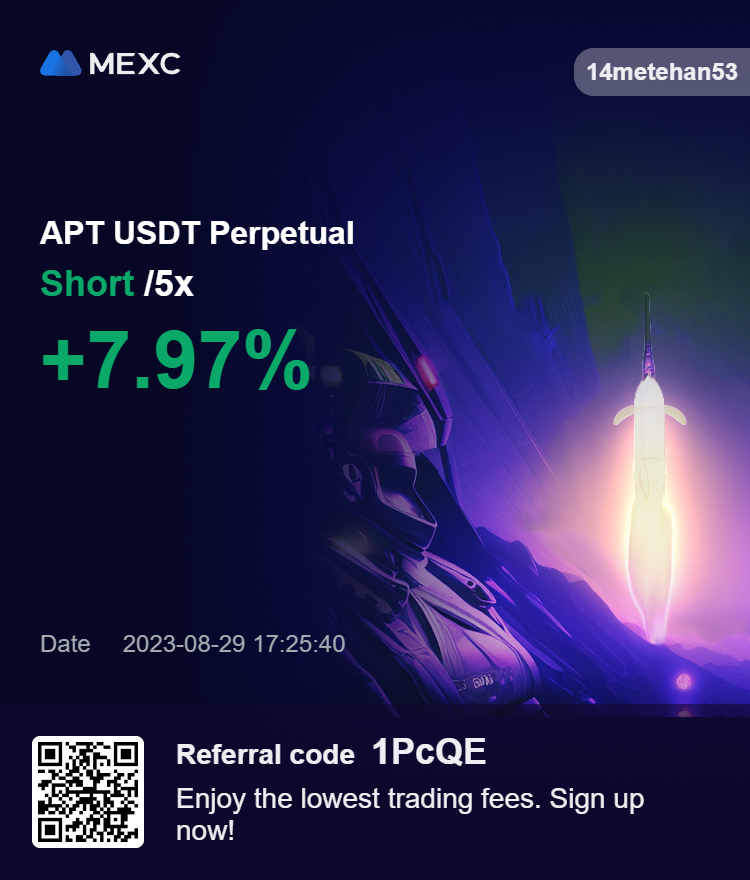 MEXC
14metehan53
APT USDT Perpetual
Short /5x
+7.97%
Date 2023-08-29 17:25:40
Referral code 1PcQE
Enjoy the lowest trading fees. Sign up
now!